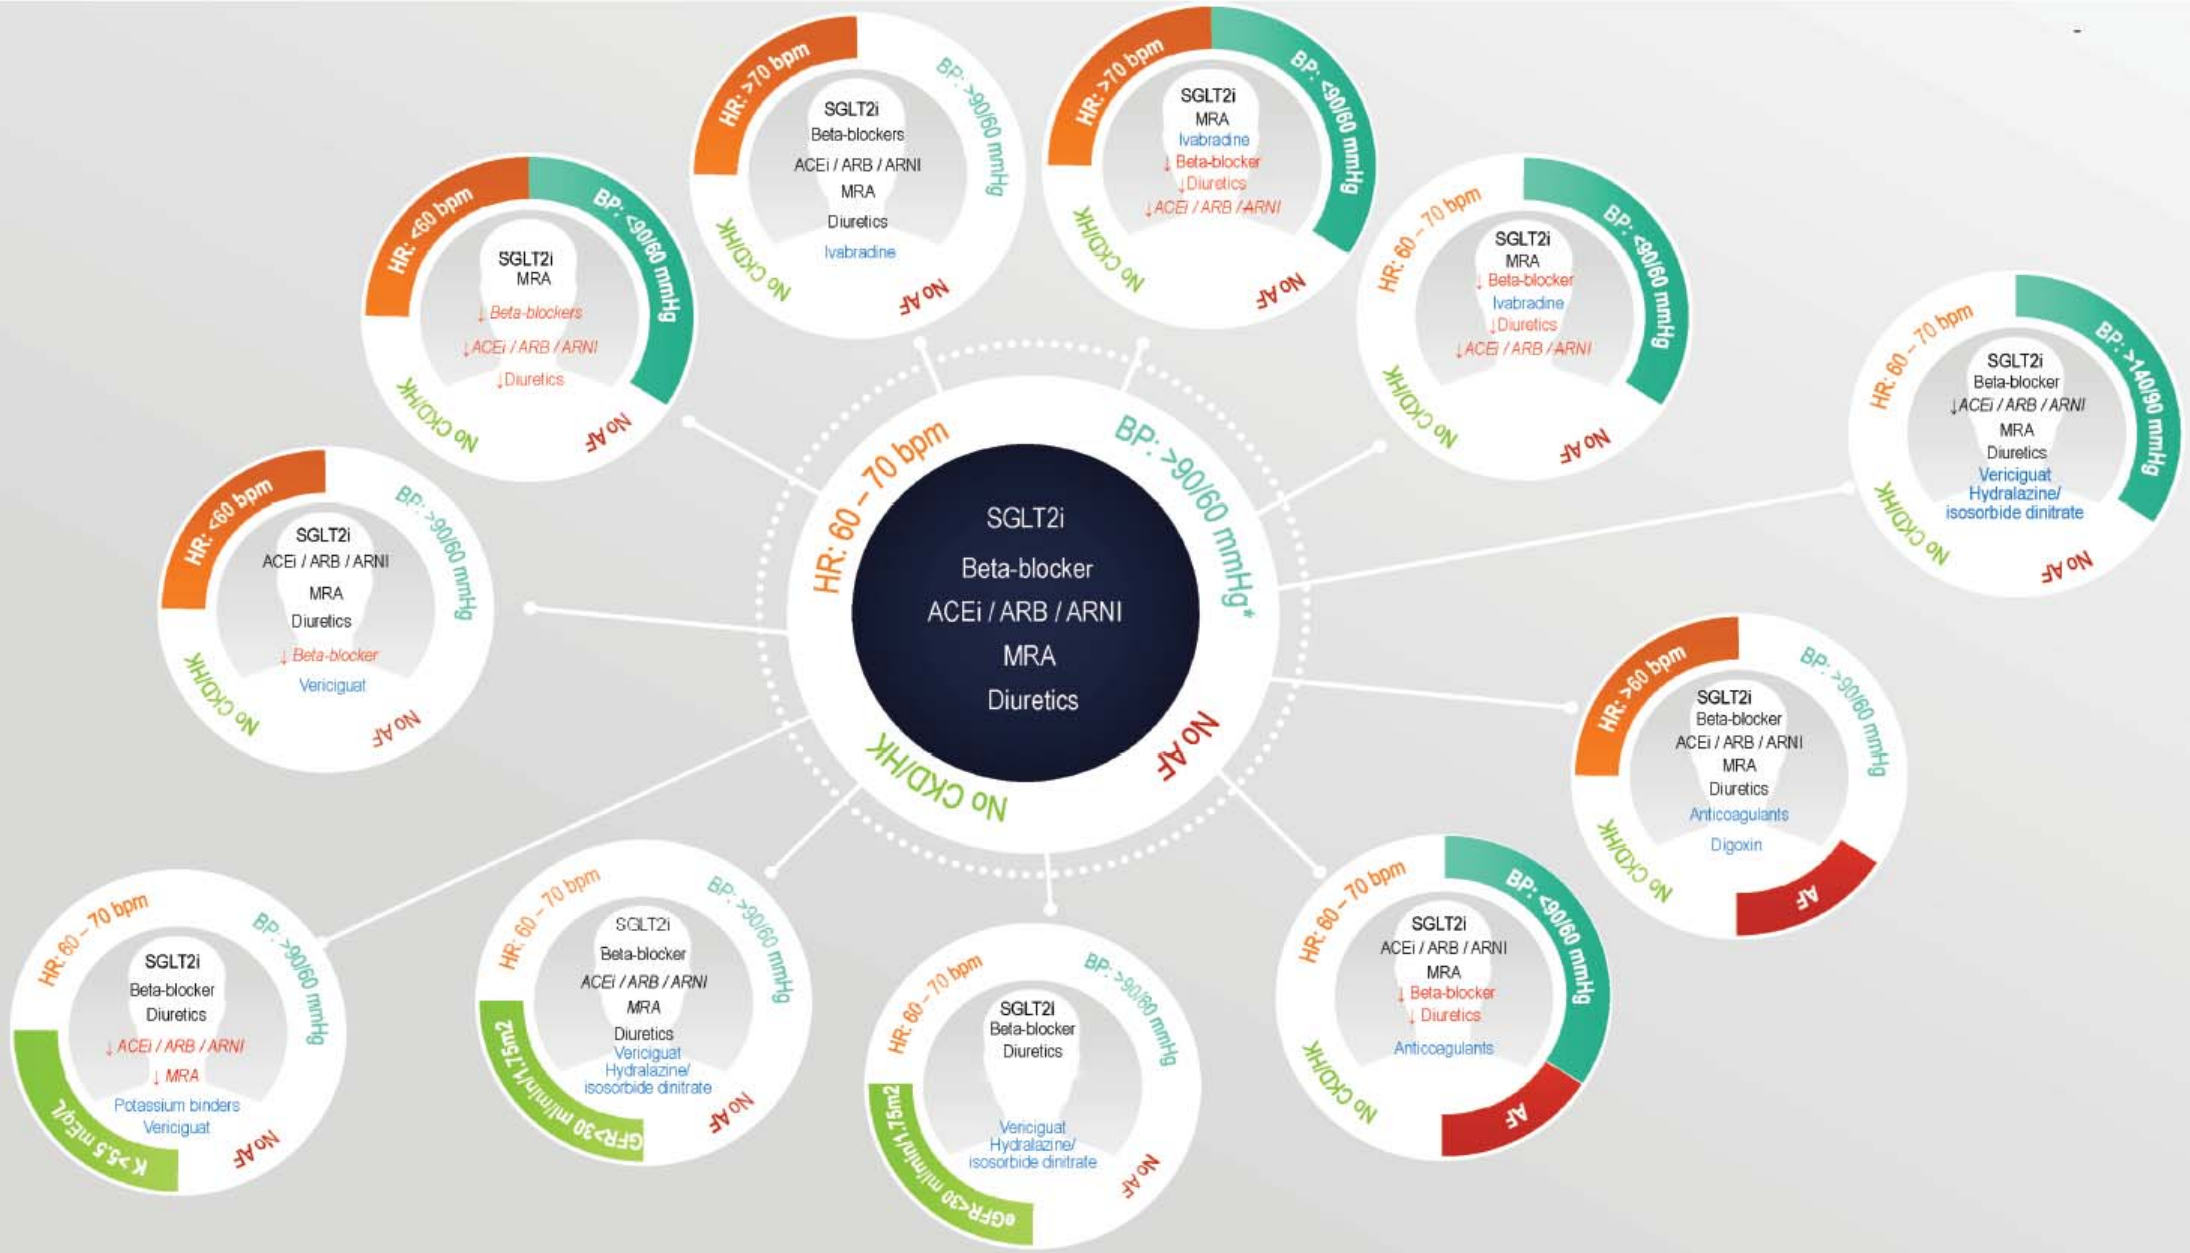 HR: >70 bpm
BP: >90/60 mmHg
SGLT2i
Beta-blockers
ACEi / ARB / ARNI
MRA
Diuretics
Ivabradine
No CKD/HK
No AF
HR: >70 bpm
BP: <90/60 mmHg
SGLT2i
MRA
Ivabradine
↓ Beta-blocker
↓Diuretics
↓ACEi / ARB / ARNI
No CKD/HK
No AF
-
HR: <60 bpm
BP: <90/60 mmHg
SGLT2i
MRA
↓ Beta-blockers
↓ACEi / ARB / ARNI
↓Diuretics
No CKD/HK
No AF
HR: 60 – 70 bpm
BP: <90/60 mmHg
SGLT2i
MRA
↓ Beta-blocker
Ivabradine
↓Diuretics
↓ACEi / ARB / ARNI
No CKD/HK
No AF
HR: 60 – 70 bpm
BP: >140/90 mmHg
SGLT2i
Beta-blocker
↓ACEi / ARB / ARNI
MRA
Diuretics
Vericiguat
Hydralazine/
isosorbide dinitrate
No CKD/HK
No AF
HR: <60 bpm
BP: >90/60 mmHg
SGLT2i
ACEi / ARB / ARNI
MRA
Diuretics
↓ Beta-blocker
Vericiguat
No CKD/HK
No AF
HR: 60 – 70 bpm
BP: >90/60 mmHg*
SGLT2i
Beta-blocker
ACEi / ARB / ARNI
MRA
Diuretics
No CKD/HK
No AF
HR: >60 bpm
BP: >90/60 mmHg
SGLT2i
Beta-blocker
ACEi / ARB / ARNI
MRA
Diuretics
Anticoagulants
Digoxin
No CKD/HK
AF
HR: 60 – 70 bpm
BP: >90/60 mmHg
SGLT2i
Beta-blocker
Diuretics
↓ ACEi / ARB / ARNI
↓ MRA
Potassium binders
Vericiguat
K >5.5 mEq/L
No AF
HR: 60 – 70 bpm
BP: >90/60 mmHg
SGLT2i
Beta-blocker
ACEi / ARB / ARNI
MRA
Diuretics
Vericiguat
Hydralazine/
isosorbide dinitrate
GFR>30 ml/min/1.75m2
No AF
HR: 60 – 70 bpm
BP: >90/60 mmHg
SGLT2I
Beta-blocker
Diuretics
Vericiguat
Hydralazine/
isosorbide dinitrate
eGFR<30 ml/min/1.75m2
No AF
HR: 60 – 70 bpm
BP: <90/60 mmHg
SGLT2i
ACEi / ARB / ARNI
MRA
↓ Beta-blocker
↓ Diuretics
Anticoagulants
No CKD/HK
AF